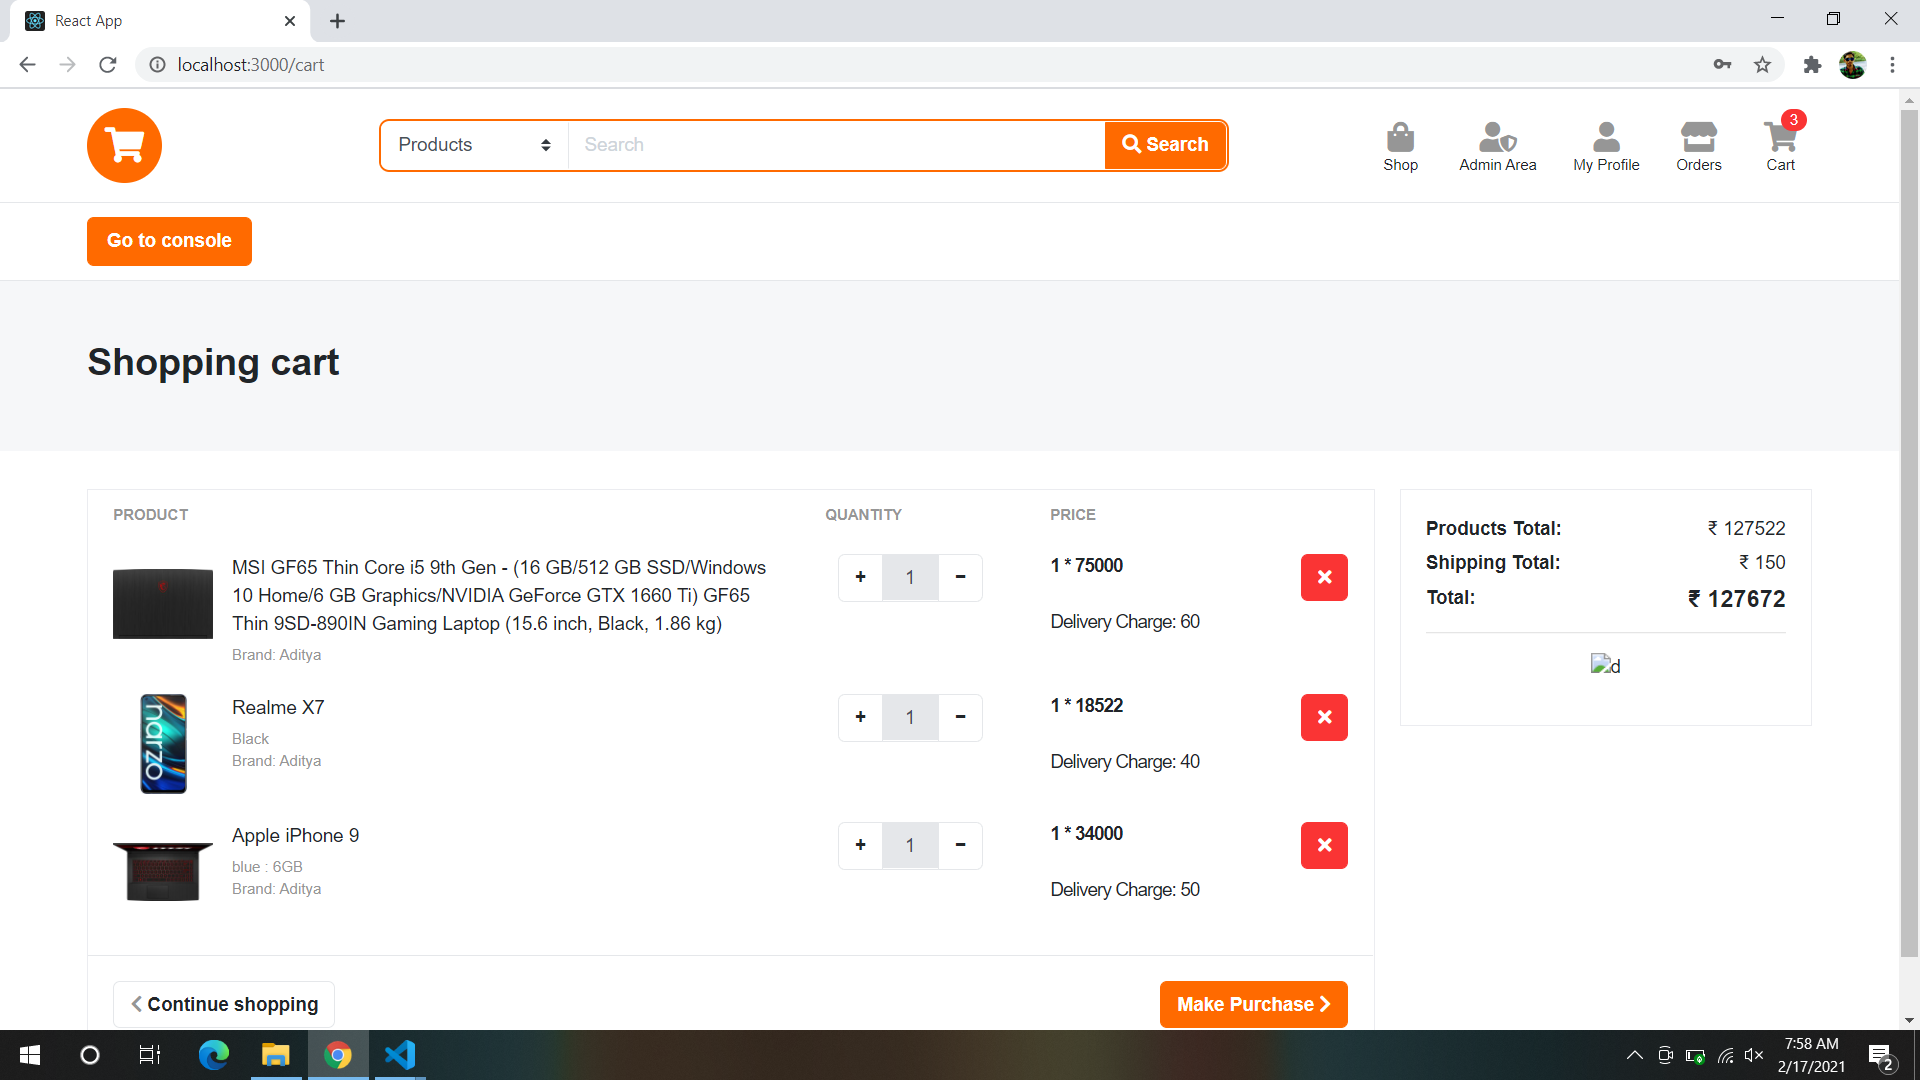 React App
localhost:3000/cart
Products
Search
Search
Shop
Admin Area
My Profile
Orders
3
Cart
Go to console
Shopping cart
PRODUCT
QUANTITY
PRICE
MSI GF65 Thin Core i5 9th Gen - (16 GB/512 GB SSD/Windows
10 Home/6 GB Graphics/NVIDIA GeForce GTX 1660 Ti) GF65
Thin 9SD-890IN Gaming Laptop (15.6 inch, Black, 1.86 kg)
Brand: Aditya
+ 1 −
1 * 75000
Delivery Charge: 60
narzo
Realme X7
Black
Brand: Aditya
+ 1 −
1 * 18522
Delivery Charge: 40
Apple iPhone 9
blue : 6GB
Brand: Aditya
+ 1 −
1 * 34000
Delivery Charge: 50
Continue shopping
Make Purchase
Products Total: ₹ 127522
Shipping Total: ₹ 150
Total: ₹ 127672
d
7:58 AM
2/17/2021
2